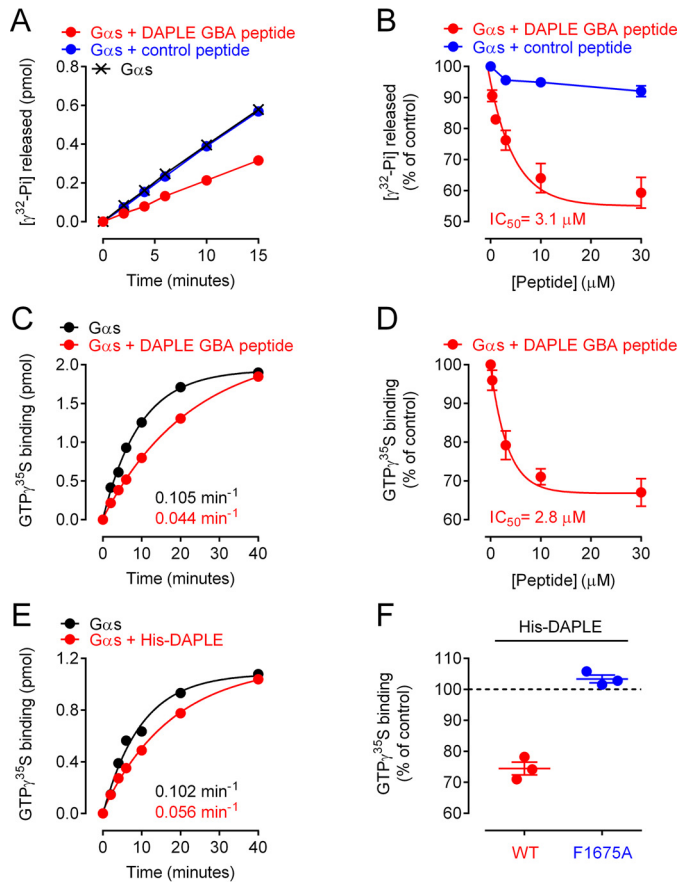 A
Gαs + DAPLE GBA peptide
Gαs + control peptide
Gαs
[γ32-Pi] released (pmol)
0.8
0.6
0.4
0.2
0.0
0
5
10
15
Time (minutes)
B
Gαs + DAPLE GBA peptide
Gαs + control peptide
[γ32-Pi] released
(% of control)
100
90
80
70
60
50
IC50= 3.1 μM
0
10
20
30
[Peptide] (μM)
C
Gαs
Gαs + DAPLE GBA peptide
GTPγ35S binding (pmol)
2.0
1.5
1.0
0.5
0.0
0.105 min-1
0.044 min-1
0
10
20
30
40
Time (minutes)
D
Gαs + DAPLE GBA peptide
GTPγ35S binding
(% of control)
100
90
80
70
60
IC50= 2.8 μM
0
10
20
30
[Peptide] (μM)
E
Gαs
Gαs + His-DAPLE
GTPγ35S binding (pmol)
1.2
0.8
0.4
0.0
0.102 min-1
0.056 min-1
0
10
20
30
40
Time (minutes)
F
His-DAPLE
GTPγ35S binding
(% of control)
110
100
90
80
70
60
WT
F1675A